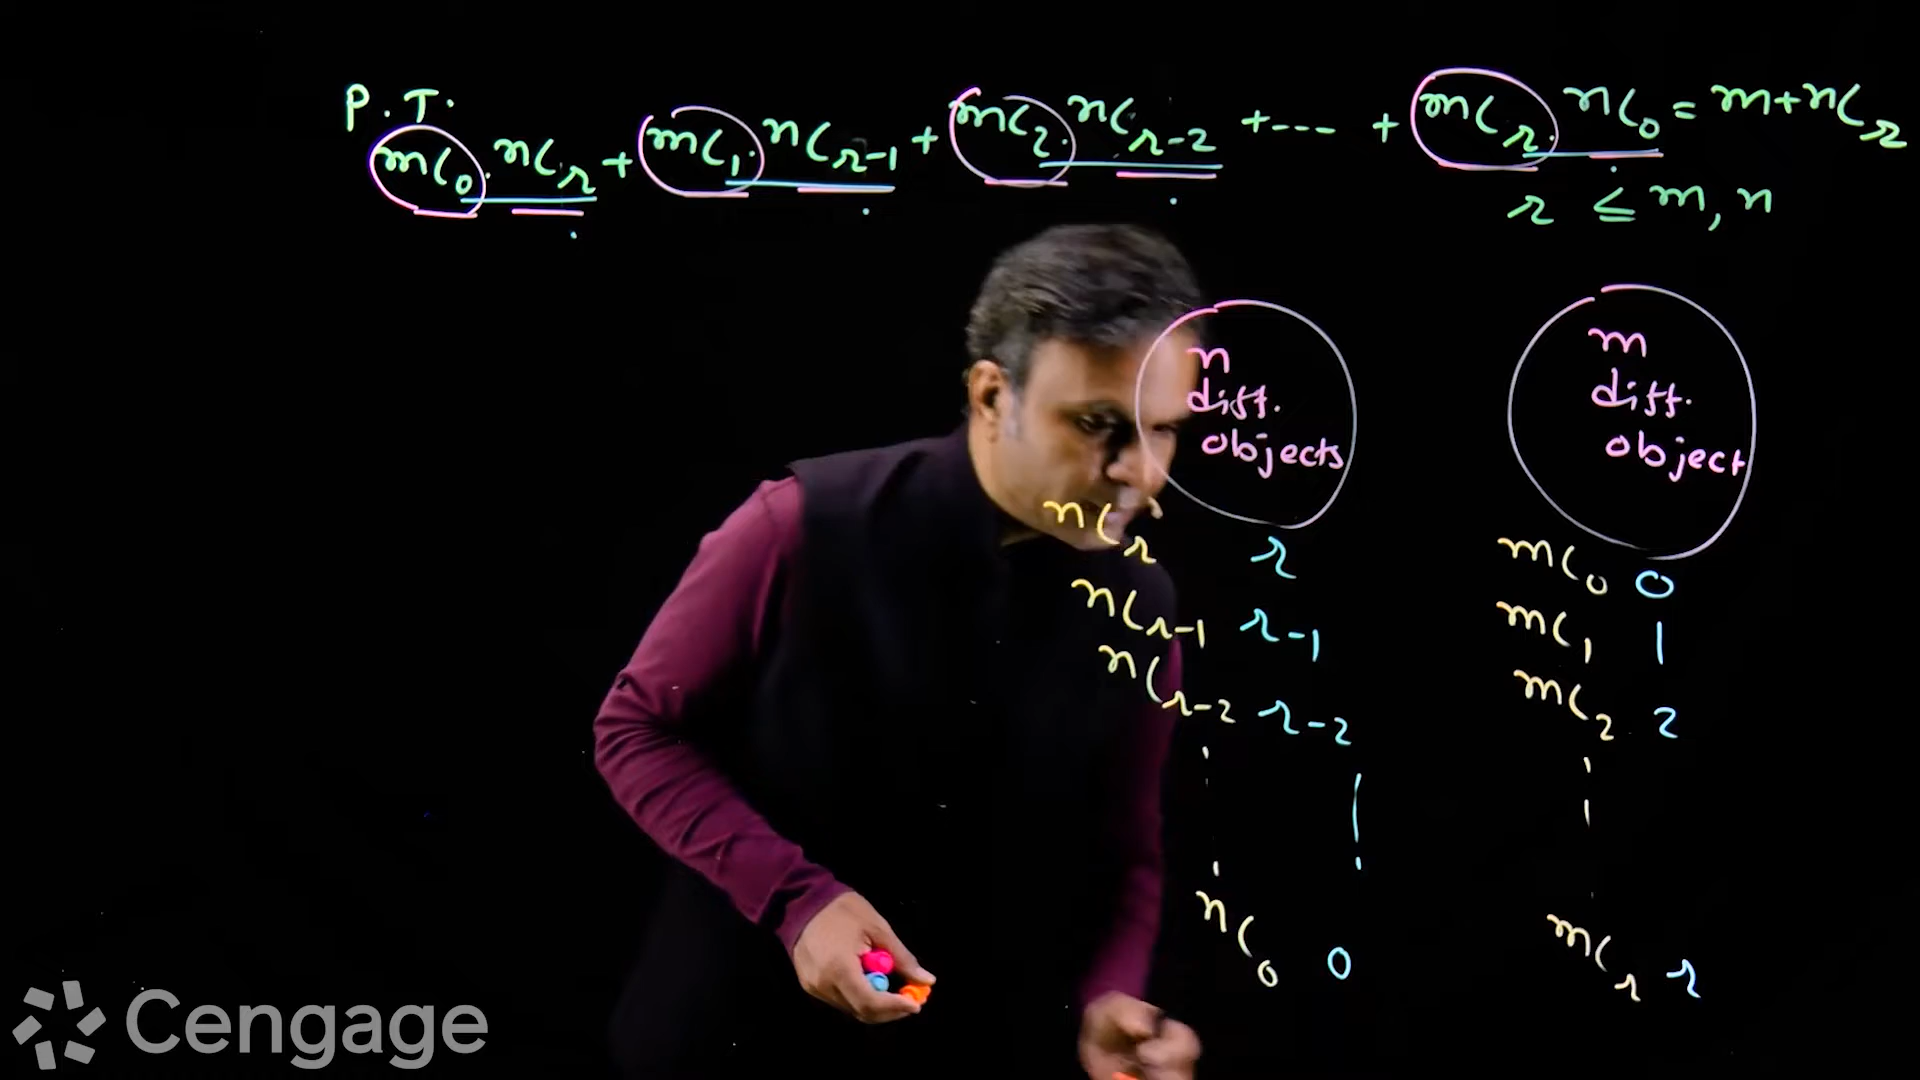 P.T.
mC₀. nCᵣ + mC₁. nCᵣ₋₁ + mC₂. nCᵣ₋₂ +--- + mCᵣ. nC₀ = m+nCᵣ
r ≤ m, n
n
diff.
objects
m
diff.
object
nCᵣ r mC₀ 0
nCᵣ₋₁ r-1 mC₁ 1
nCᵣ₋₂ r-2 mC₂ 2
nC₀ 0 mCᵣ r
Cengage